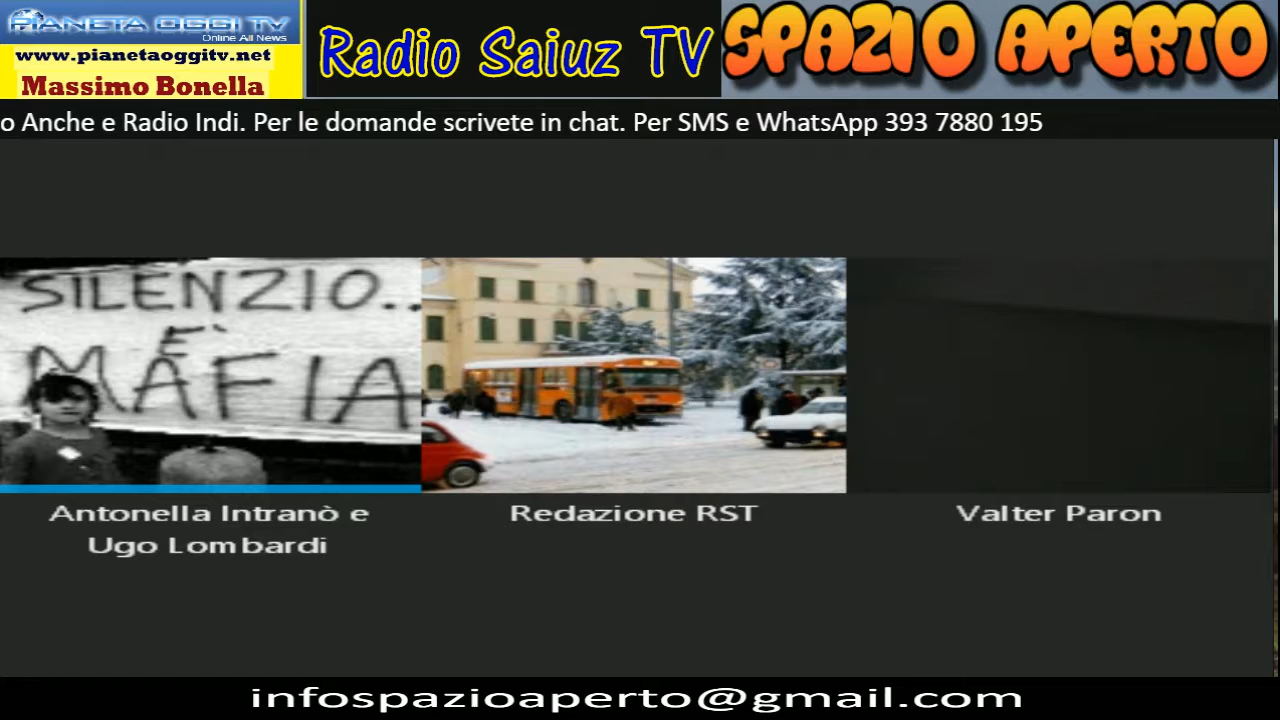 PIANETA OGGI TV
Online All News
www.pianetaoggitv.net
Massimo Bonella
Radio Saiuz TV
SPAZIO APERTO
o Anche e Radio Indi. Per le domande scrivete in chat. Per SMS e WhatsApp 393 7880 195
SILENZIO..
E'
MAFIA
Antonella Intranò e
Ugo Lombardi
Redazione RST
Valter Paron
infospazioaperto@gmail.com